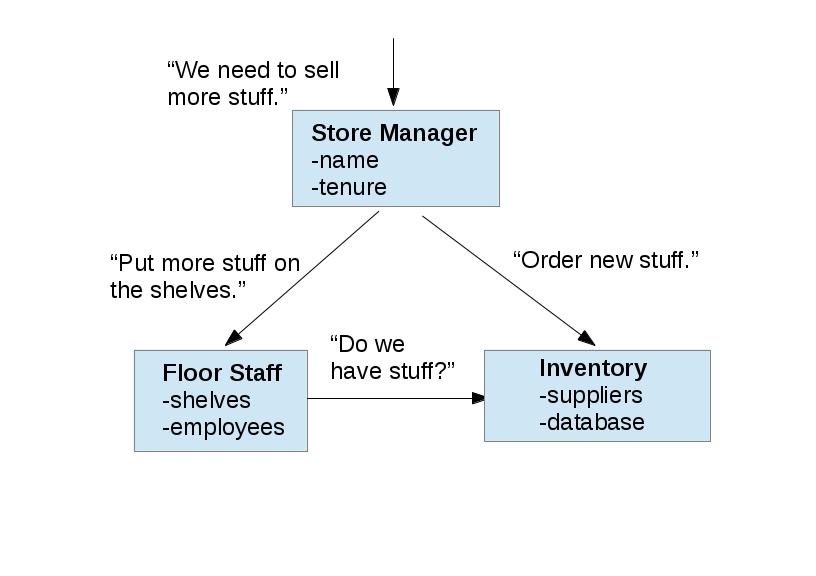 “We need to sell
more stuff.”
Store Manager
-name
-tenure
“Put more stuff on
the shelves.”
“Order new stuff.”
“Do we
have stuff?”
Floor Staff
-shelves
-employees
Inventory
-suppliers
-database